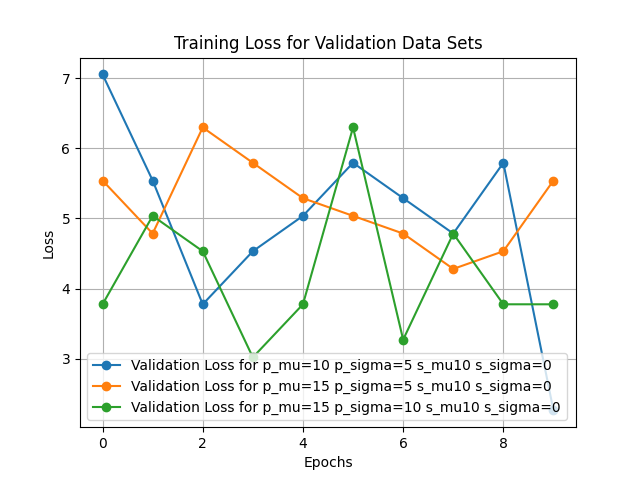 Training Loss for Validation Data Sets
7
6
5
4
3
Loss
Validation Loss for p_mu=10 p_sigma=5 s_mu10 s_sigma=0
Validation Loss for p_mu=15 p_sigma=5 s_mu10 s_sigma=0
Validation Loss for p_mu=15 p_sigma=10 s_mu10 s_sigma=0
0 2 4 6 8
Epochs